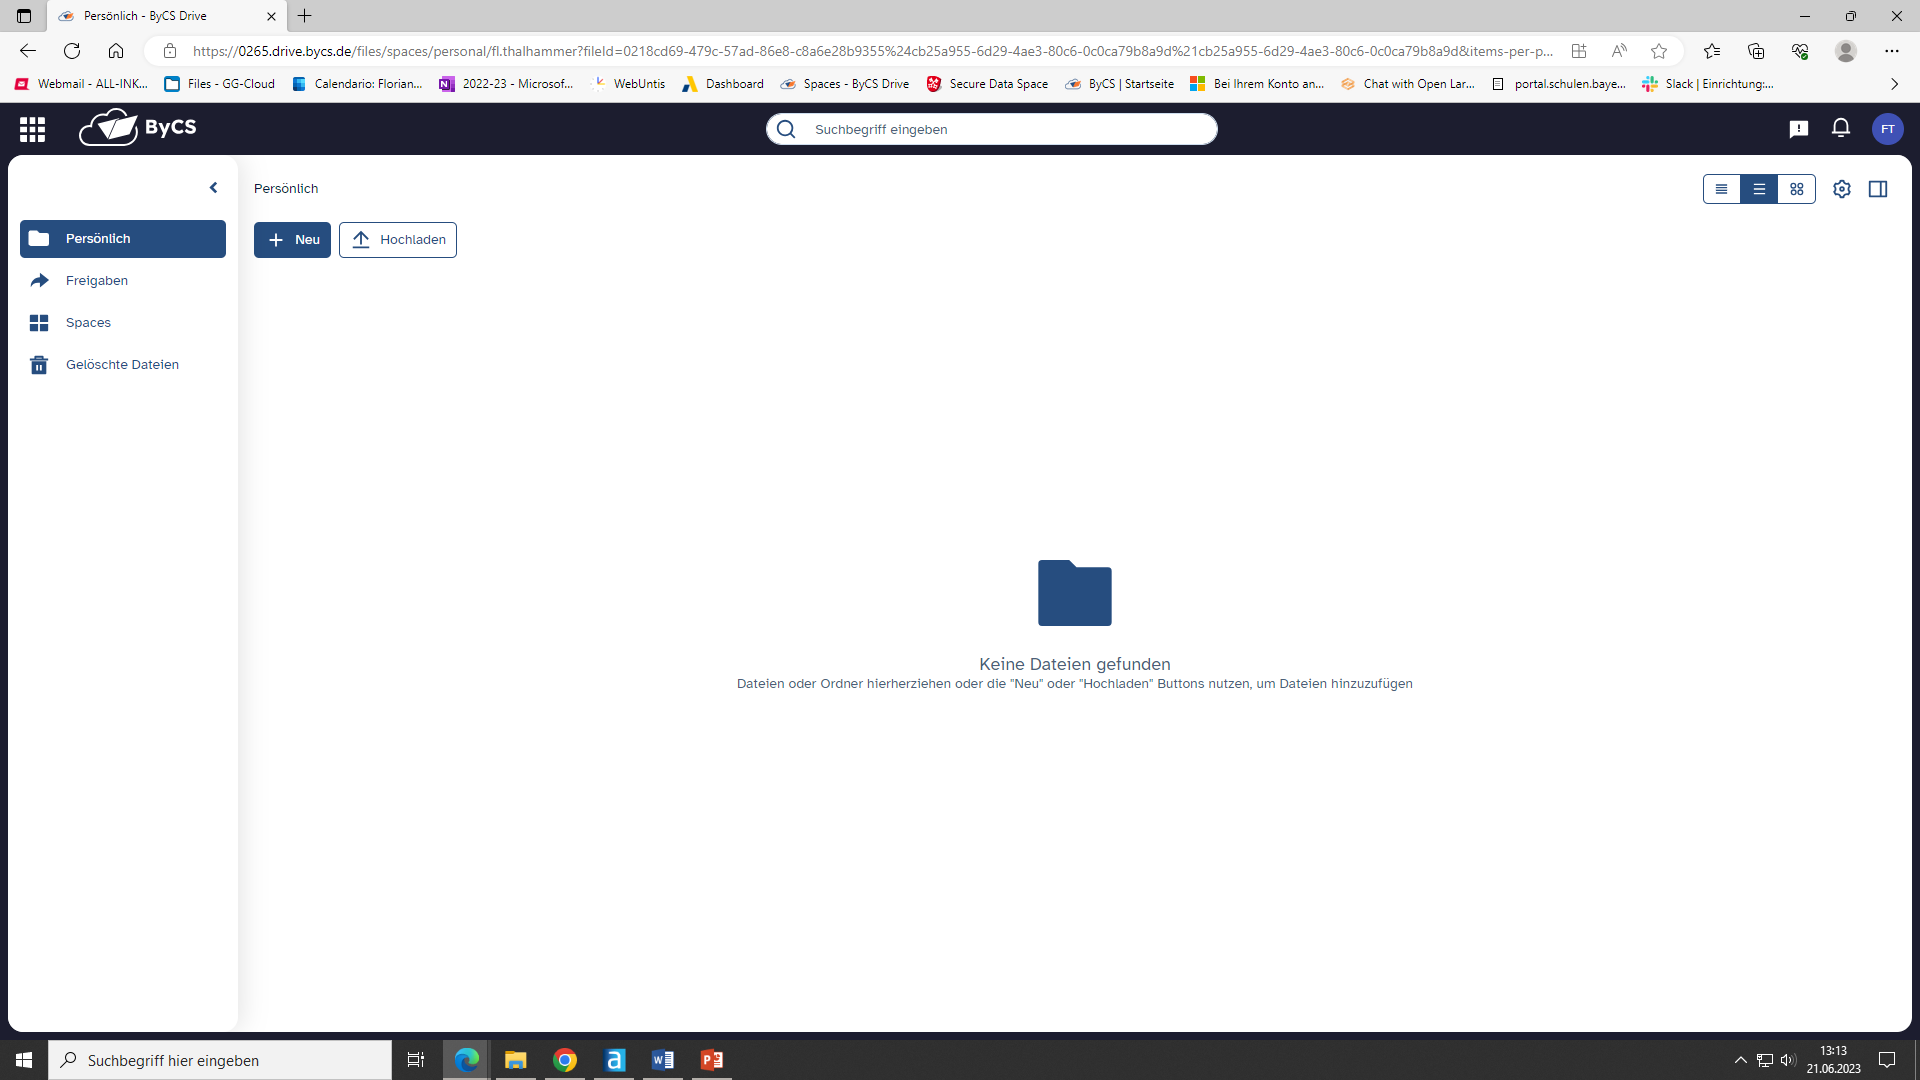 Persönlich - ByCS Drive
https://0265.drive.bycs.de/files/spaces/personal/fl.thalhammer?fileId=0218cd69-479c-57ad-86e8-c8a6e28b9355%24cb25a955-6d29-4ae3-80c6-0c0ca79b8a9d%21cb25a955-6d29-4ae3-80c6-0c0ca79b8a9d&items-per-p...
Webmail - ALL-INK... Files - GG-Cloud Calendario: Florian... 2022-23 - Microsof... WebUntis Dashboard Spaces - ByCS Drive Secure Data Space ByCS | Startseite Bei Ihrem Konto an... Chat with Open Lar... portal.schulen.baye... Slack | Einrichtung:...
ByCS
Suchbegriff eingeben
FT
Persönlich
Persönlich
Neu
Hochladen
Freigaben
Spaces
Gelöschte Dateien
Keine Dateien gefunden
Dateien oder Ordner hierherziehen oder die "Neu" oder "Hochladen" Buttons nutzen, um Dateien hinzuzufügen
Suchbegriff hier eingeben
13:13
21.06.2023